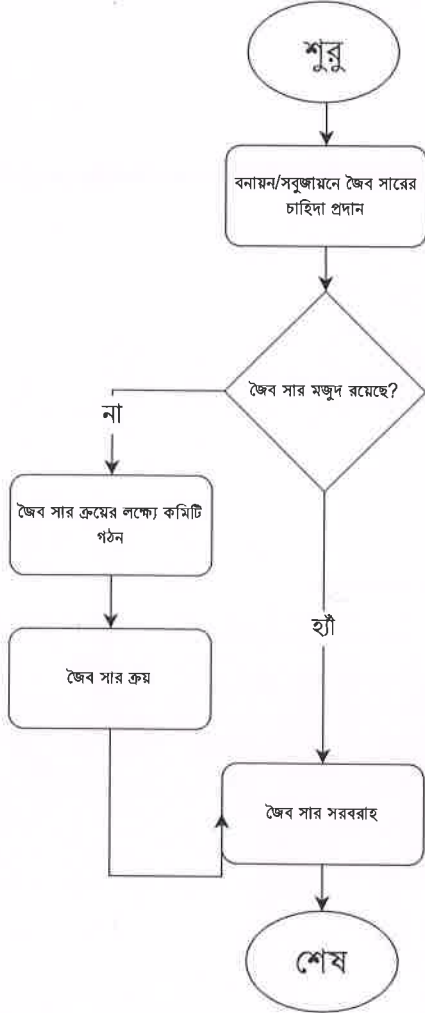 শুরু
বনায়ন/সবুজায়নে জৈব সারের
চাহিদা প্রদান
জৈব সার মজুদ রয়েছে?
না
জৈব সার ক্রয়ের লক্ষ্যে কমিটি
গঠন
জৈব সার ক্রয়
হ্যাঁ
জৈব সার সরবরাহ
শেষ